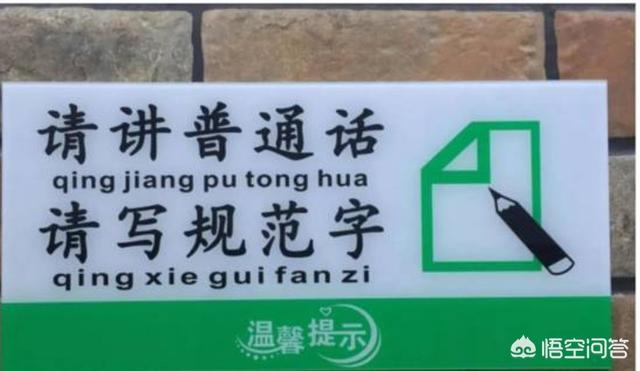 请讲普通话
qing jiang pu tong hua
请写规范字
qing xie gui fan zi
温馨提示
悟空问答